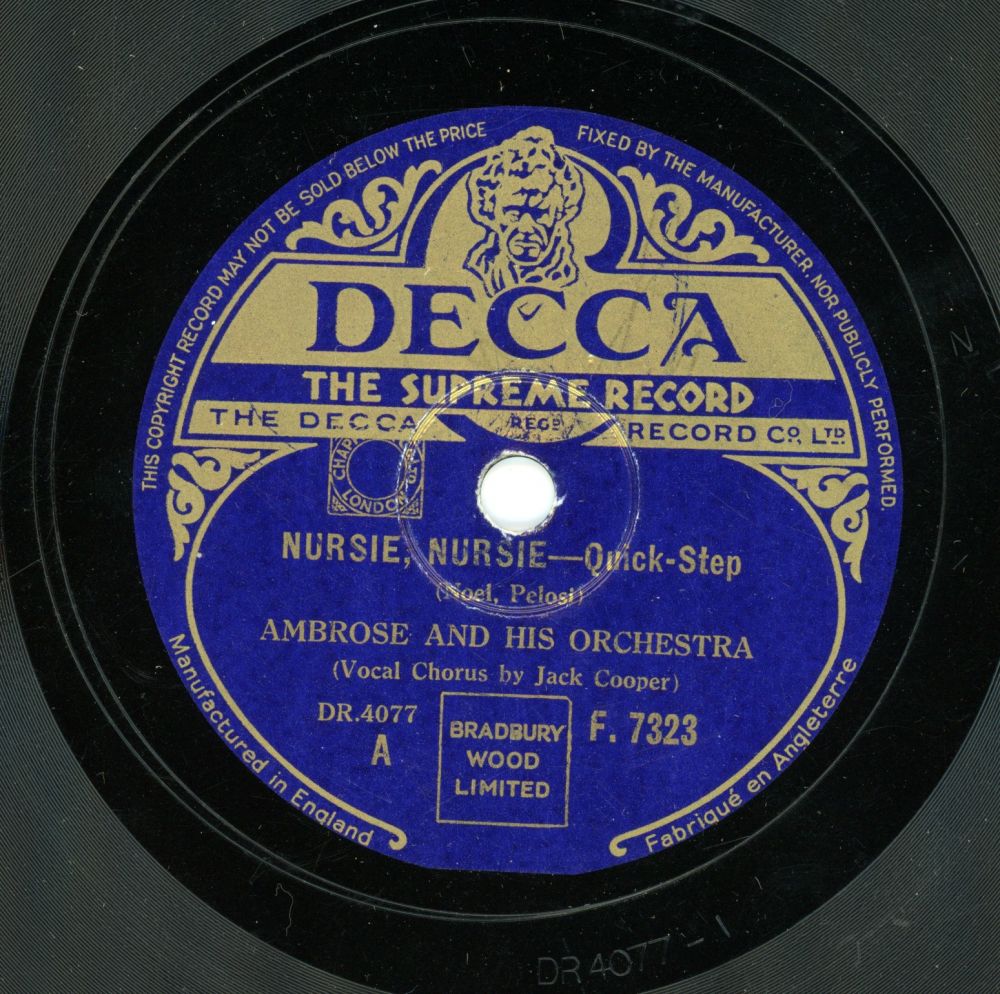 THIS COPYRIGHT RECORD MAY NOT BE SOLD BELOW THE PRICE FIXED BY THE MANUFACTURER, NOR PUBLICLY PERFORMED.
DECCA
THE SUPREME RECORD
THE DECCA REGD RECORD CO. LTD.
LONDON
NURSIE, NURSIE—Quick-Step
(Noel, Pelosi)
AMBROSE AND HIS ORCHESTRA
(Vocal Chorus by Jack Cooper)
DR.4077
A
BRADBURY
WOOD
LIMITED
F. 7323
Manufactured in England
Fabriqué en Angleterre
DR4077-1